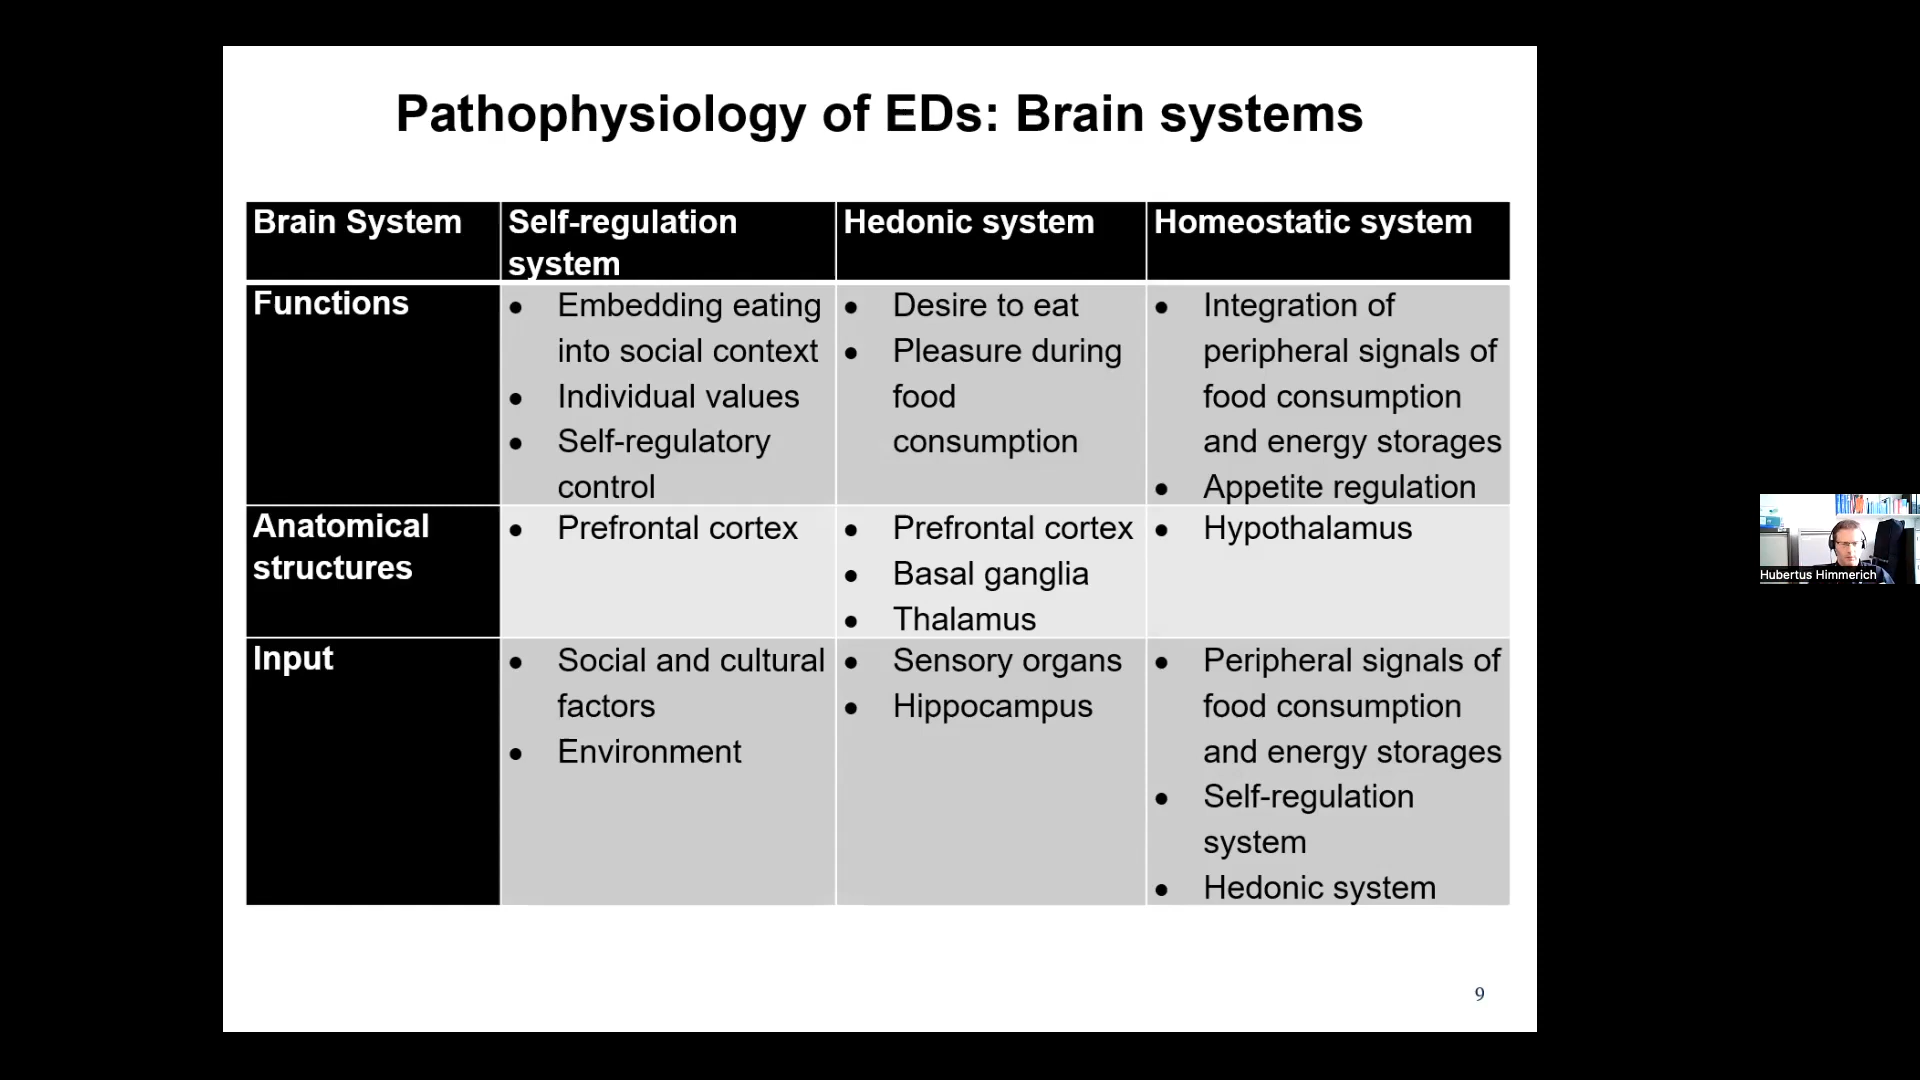 Pathophysiology of EDs: Brain systems
Brain System
Self-regulation
system
Hedonic system
Homeostatic system
Functions
• Embedding eating
into social context
• Individual values
• Self-regulatory
control
• Desire to eat
• Pleasure during
food
consumption
• Integration of
peripheral signals of
food consumption
and energy storages
• Appetite regulation
Anatomical
structures
• Prefrontal cortex
• Prefrontal cortex
• Basal ganglia
• Thalamus
• Hypothalamus
Input
• Social and cultural
factors
• Environment
• Sensory organs
• Hippocampus
• Peripheral signals of
food consumption
and energy storages
• Self-regulation
system
• Hedonic system
9
Hubertus Himmerich